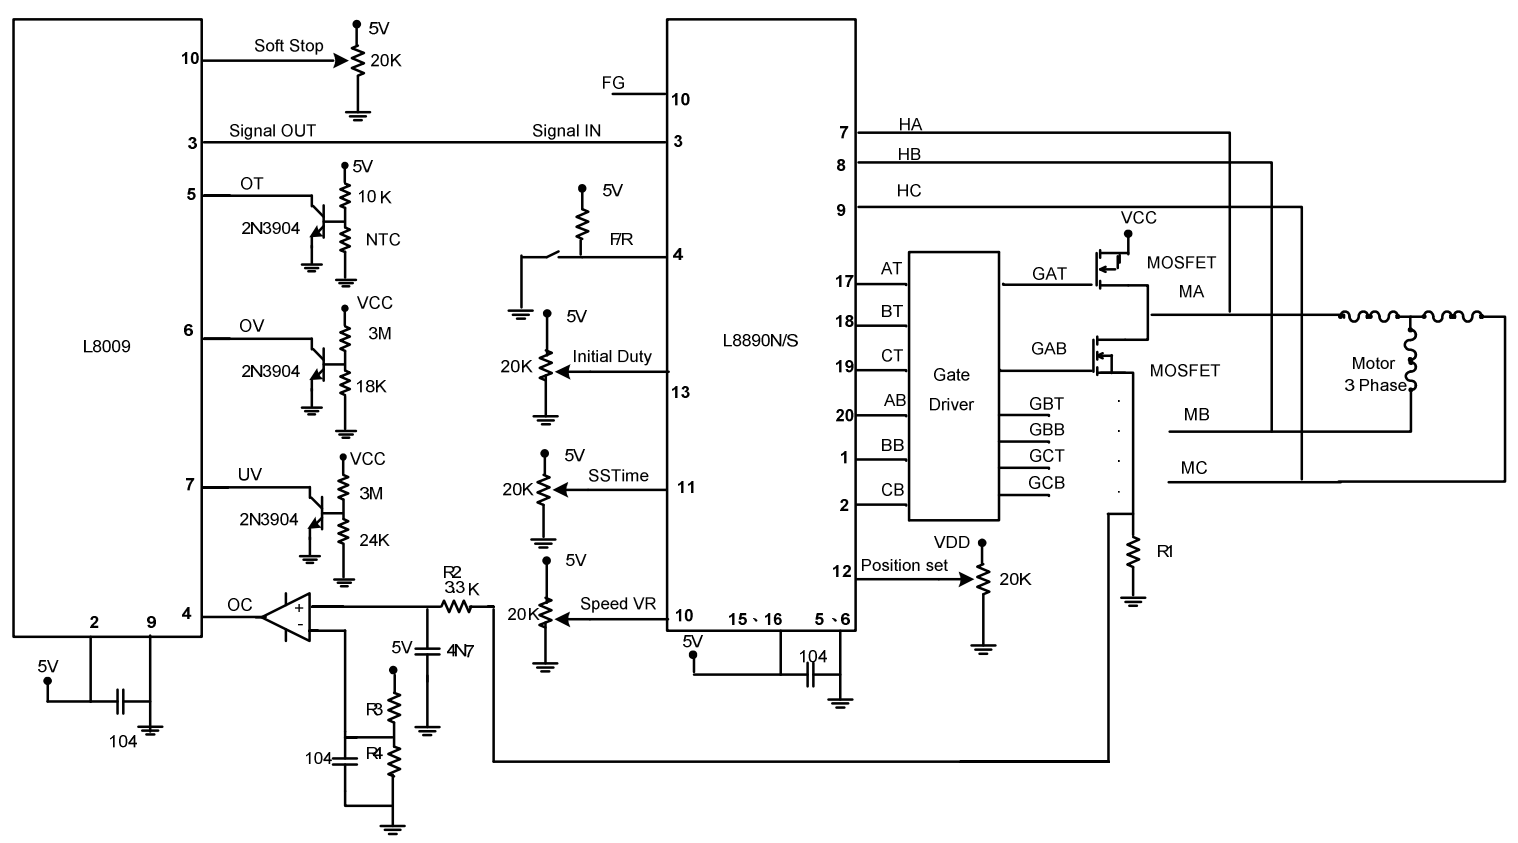 5V
10
Soft Stop
20K
3
Signal OUT
5V
5
OT
10 K
2N3904
NTC
VCC
6
OV
3M
L8009
2N3904
18K
VCC
7
UV
3M
2N3904
24K
4
OC
+
-
R2
3.3 K
5V
4N7
R3
R4
104
2
9
5V
104
FG
10
Signal IN
3
5V
F/R
4
5V
20K
Initial Duty
13
5V
20K
SSTime
11
5V
20K
Speed VR
10
L8890N/S
15、16
5、6
5V
104
7
HA
8
HB
9
HC
17
AT
18
BT
19
CT
20
AB
1
BB
2
CB
12
Position set
VDD
20K
Gate
Driver
GAT
GAB
GBT
GBB
GCT
GCB
VCC
MOSFET
MA
MOSFET
MB
MC
R1
Motor
3 Phase